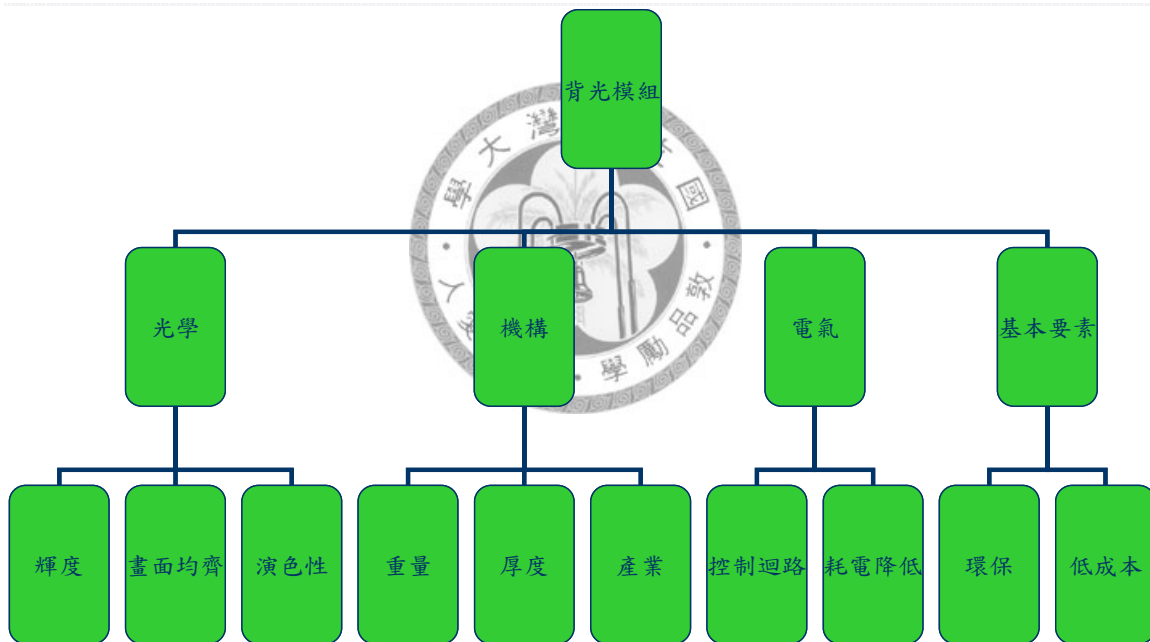 背光模組
光學
機構
電氣
基本要素
輝度
畫面均齊
演色性
重量
厚度
產業
控制迴路
耗電降低
環保
低成本